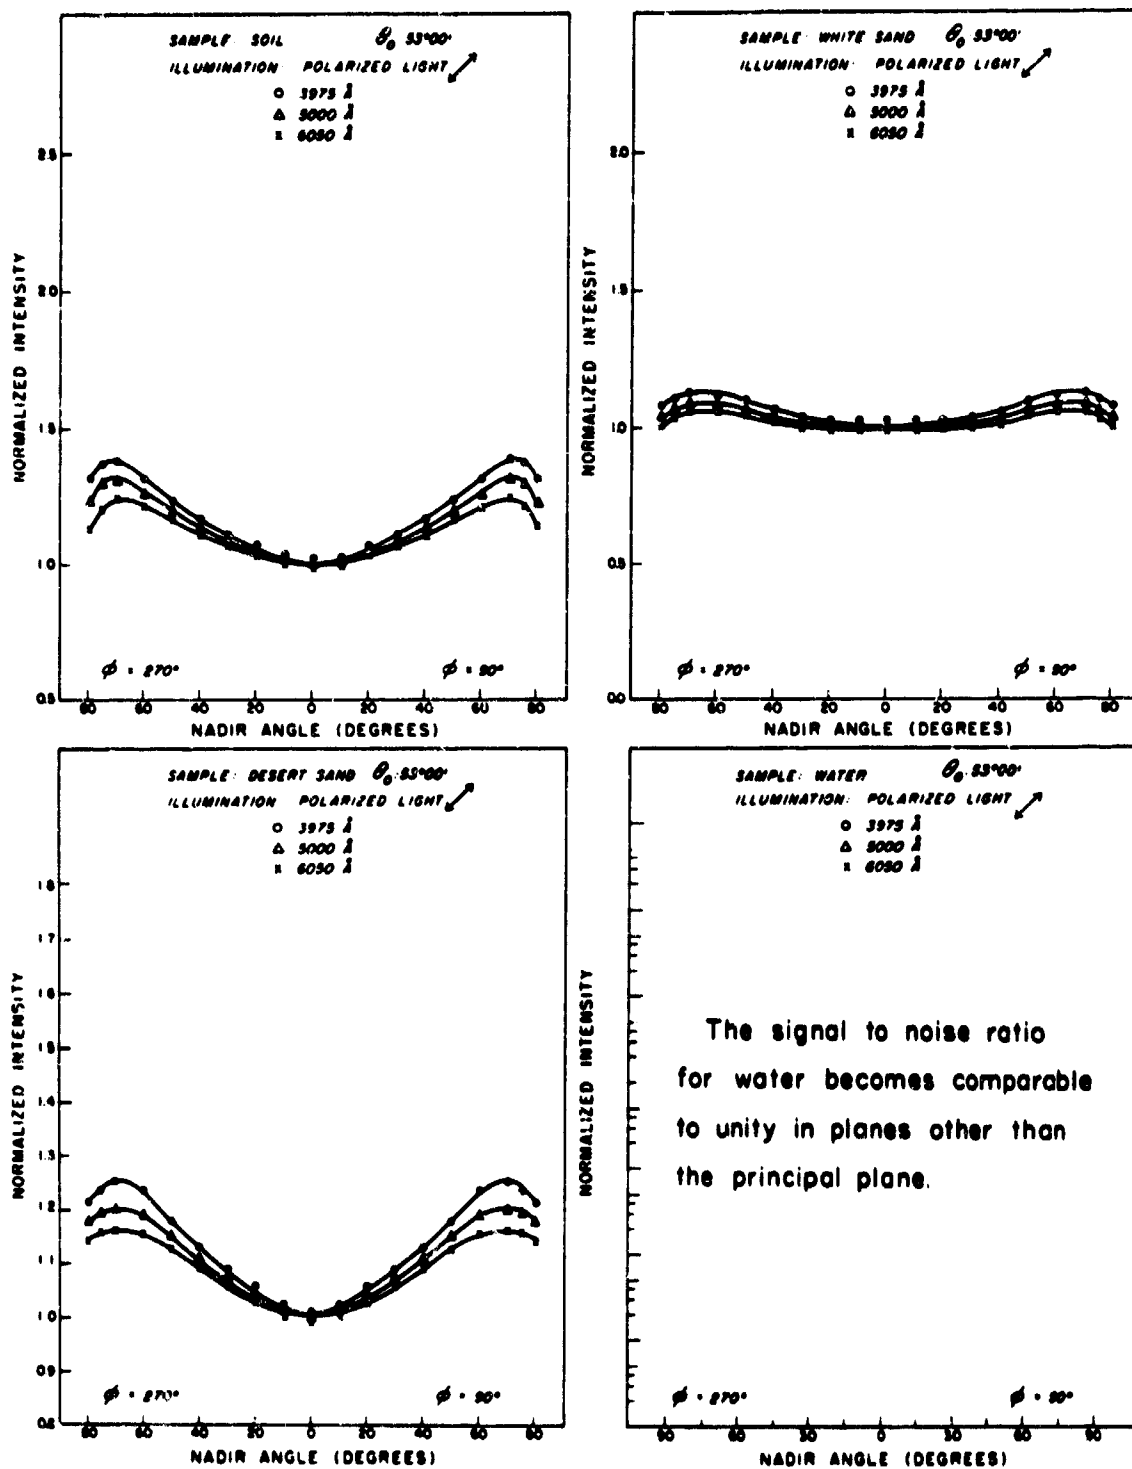 SAMPLE: SOIL θ₀: 53°00'
ILLUMINATION: POLARIZED LIGHT
○ 3975 Å
△ 5000 Å
x 6050 Å
2.5
2.0
1.5
1.0
0.5
NORMALIZED INTENSITY
ϕ = 270° ϕ = 90°
80 60 40 20 0 20 40 60 80
NADIR ANGLE (DEGREES)
SAMPLE: WHITE SAND θ₀: 53°00'
ILLUMINATION: POLARIZED LIGHT
○ 3975 Å
△ 5000 Å
x 6050 Å
2.0
1.5
1.0
0.5
0.0
NORMALIZED INTENSITY
ϕ = 270° ϕ = 90°
80 60 40 20 0 20 40 60 80
NADIR ANGLE (DEGREES)
SAMPLE: DESERT SAND θ₀: 53°00'
ILLUMINATION: POLARIZED LIGHT
○ 3975 Å
△ 5000 Å
x 6050 Å
1.8
1.7
1.6
1.5
1.4
1.3
1.2
1.1
1.0
0.9
0.8
NORMALIZED INTENSITY
ϕ = 270° ϕ = 90°
80 60 40 20 0 20 40 60 80
NADIR ANGLE (DEGREES)
SAMPLE: WATER θ₀: 53°00'
ILLUMINATION: POLARIZED LIGHT
○ 3975 Å
△ 5000 Å
x 6050 Å
NORMALIZED INTENSITY
The signal to noise ratio
for water becomes comparable
to unity in planes other than
the principal plane.
ϕ = 270° ϕ = 90°
90 60 30 0 30 60 90
NADIR ANGLE (DEGREES)